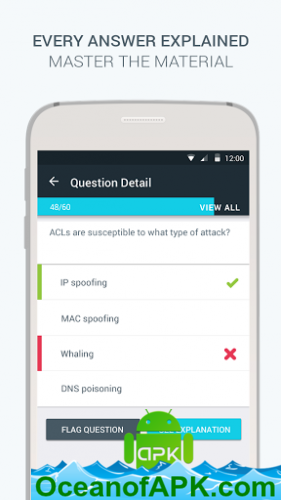 EVERY ANSWER EXPLAINED
MASTER THE MATERIAL
12:00
Question Detail
48/50 VIEW ALL
ACLs are susceptible to what type of attack?
IP spoofing
MAC spoofing
Whaling
DNS poisoning
FLAG QUESTION EXPLANATION
APK
OceanofAPK.com